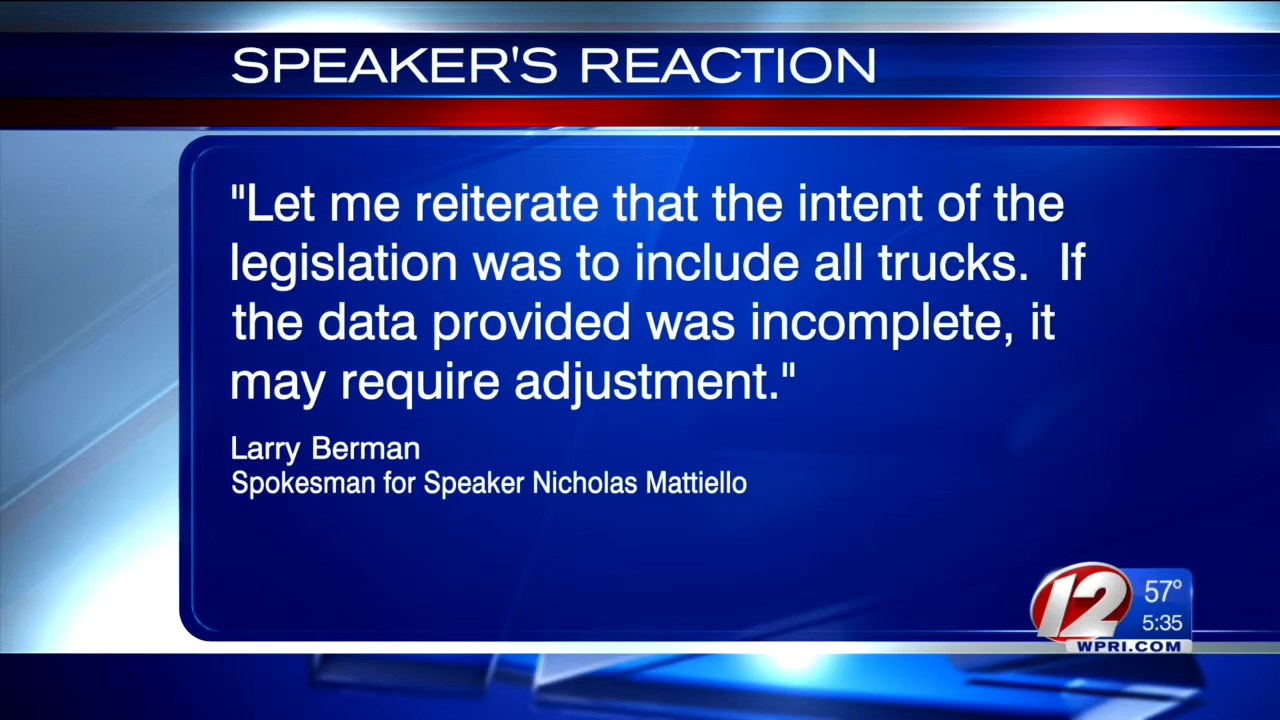 SPEAKER'S REACTION
"Let me reiterate that the intent of the
legislation was to include all trucks.  If
the data provided was incomplete, it
may require adjustment."
Larry Berman
Spokesman for Speaker Nicholas Mattiello
12
57°
5:35
WPRI.COM